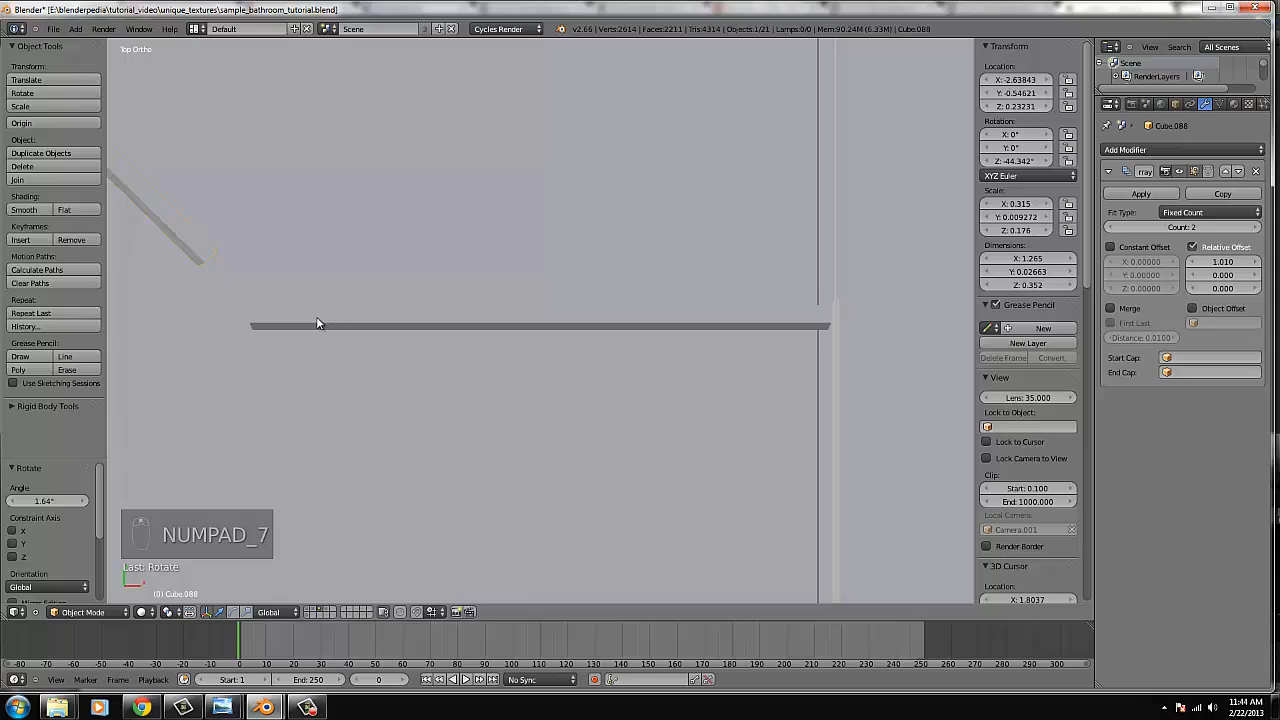 Blender* [E:\blenderpedia\tutorial_video\unique_textures\sample_bathroom_tutorial.blend]
File Add Render Window Help Default Scene 3 Cycles Render v2.66 | Verts:2614 | Faces:2211 | Tris:4314 | Objects:1/21 | Lamps:0/0 | Mem:90.24M (6.33M) | Cube.088
Object Tools
Transform:
Translate
Rotate
Scale
Origin
Object:
Duplicate Objects
Delete
Join
Shading:
Smooth Flat
Keyframes:
Insert Remove
Motion Paths:
Calculate Paths
Clear Paths
Repeat:
Repeat Last
History...
Grease Pencil:
Draw Line
Poly Erase
Use Sketching Sessions
Rigid Body Tools
Rotate
Angle
1.64°
Constraint Axis
X
Y
Z
Orientation
Global
Top Ortho
NUMPAD_7
Last: Rotate
x
(0) Cube.088
Transform
Location:
X: -2.63843
Y: -0.54621
Z: 0.23231
Rotation:
X: 0°
Y: 0°
Z: -44.342°
XYZ Euler
Scale:
X: 0.315
Y: 0.009272
Z: 0.176
Dimensions:
X: 1.265
Y: 0.02663
Z: 0.352
Grease Pencil
New
New Layer
Delete Frame Convert
View
Lens: 35.000
Lock to Object:
Lock to Cursor
Lock Camera to View
Clip:
Start: 0.100
End: 1000.000
Local Camera:
Camera.001
Render Border
3D Cursor
Location:
X: 1.8037
View Search All Scenes
Scene
RenderLayers
Cube.088
Add Modifier
rray
Apply Copy
Fit Type: Fixed Count
Count: 2
Constant Offset Relative Offset
X: 0.00000 1.010
Y: 0.00000 0.000
Z: 0.00000 0.000
Merge Object Offset
First Last
Distance: 0.0100
Start Cap:
End Cap:
Object Mode Global
-80 -70 -60 -50 -40 -30 -20 -10 0 10 20 30 40 50 60 70 80 90 100 110 120 130 140 150 160 170 180 190 200 210 220 230 240 250 260 270 280 290 300
View Marker Frame Playback Start: 1 End: 250 0 No Sync
11:44 AM
2/22/2013